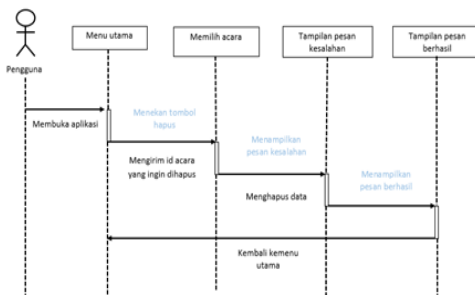 Menu utama
Memilih acara
Tampilan pesan
kesalahan
Tampilan pesan
berhasil
Pengguna
Membuka aplikasi
Menekan tombol
hapus
Mengirim id acara
yang ingin dihapus
Menampilkan
pesan kesalahan
Menghapus data
Menampilkan
pesan berhasil
Kembali kemenu
utama